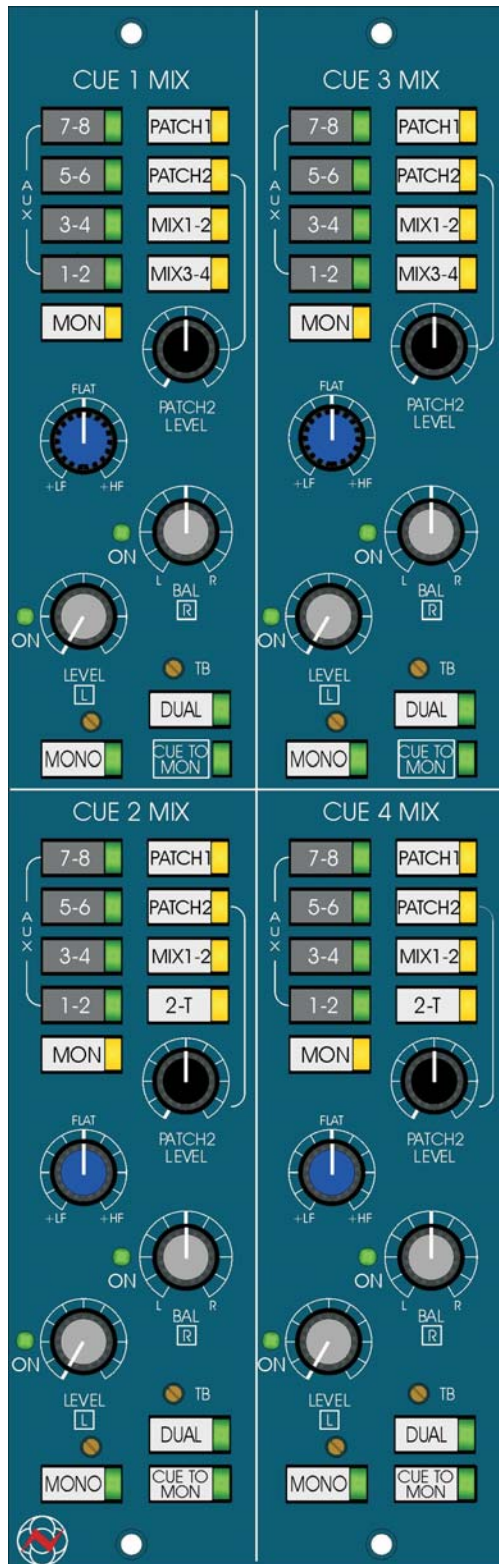 CUE 1 MIX
7-8 PATCH1
5-6 PATCH2
AUX
3-4 MIX1-2
1-2 MIX3-4
MON
FLAT
PATCH2
LEVEL
+LF +HF
ON
L R
BAL
R
ON
LEVEL
L
TB
DUAL
MONO
CUE TO
MON
CUE 3 MIX
7-8 PATCH1
5-6 PATCH2
AUX
3-4 MIX1-2
1-2 MIX3-4
MON
FLAT
PATCH2
LEVEL
+LF +HF
ON
L R
BAL
R
ON
LEVEL
L
TB
DUAL
MONO
CUE TO
MON
CUE 2 MIX
7-8 PATCH1
5-6 PATCH2
AUX
3-4 MIX1-2
1-2 2-T
MON
FLAT
PATCH2
LEVEL
+LF +HF
ON
L R
BAL
R
ON
LEVEL
L
TB
DUAL
MONO
CUE TO
MON
CUE 4 MIX
7-8 PATCH1
5-6 PATCH2
AUX
3-4 MIX1-2
1-2 2-T
MON
FLAT
PATCH2
LEVEL
+LF +HF
ON
L R
BAL
R
ON
LEVEL
L
TB
DUAL
MONO
CUE TO
MON